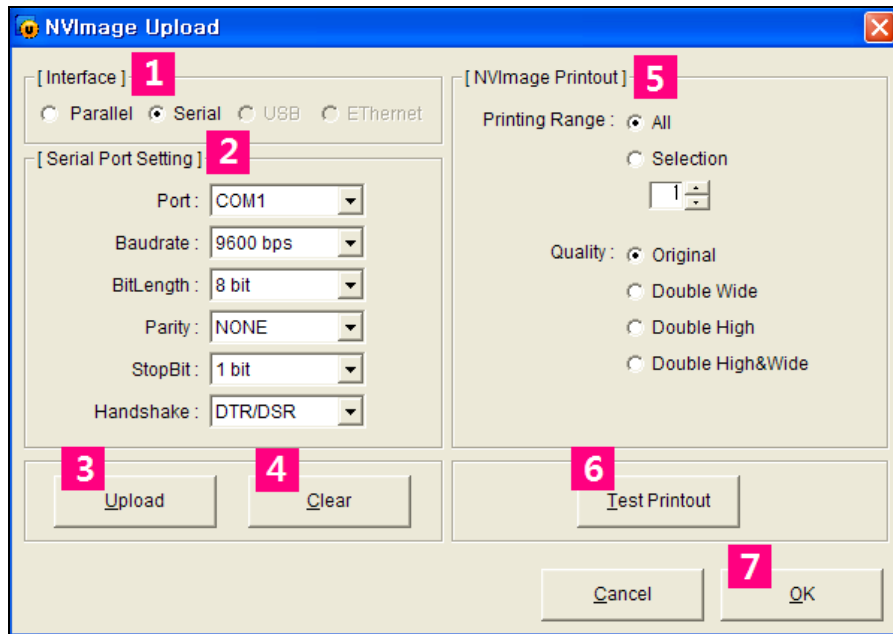 NVImage Upload
[ Interface ] 1
Parallel Serial USB EThernet
[ Serial Port Setting ] 2
Port : COM1
Baudrate : 9600 bps
BitLength : 8 bit
Parity : NONE
StopBit : 1 bit
Handshake : DTR/DSR
3 Upload
4 Clear
[ NVImage Printout ] 5
Printing Range : All
Selection
1
Quality : Original
Double Wide
Double High
Double High&Wide
6 Test Printout
Cancel
7 OK